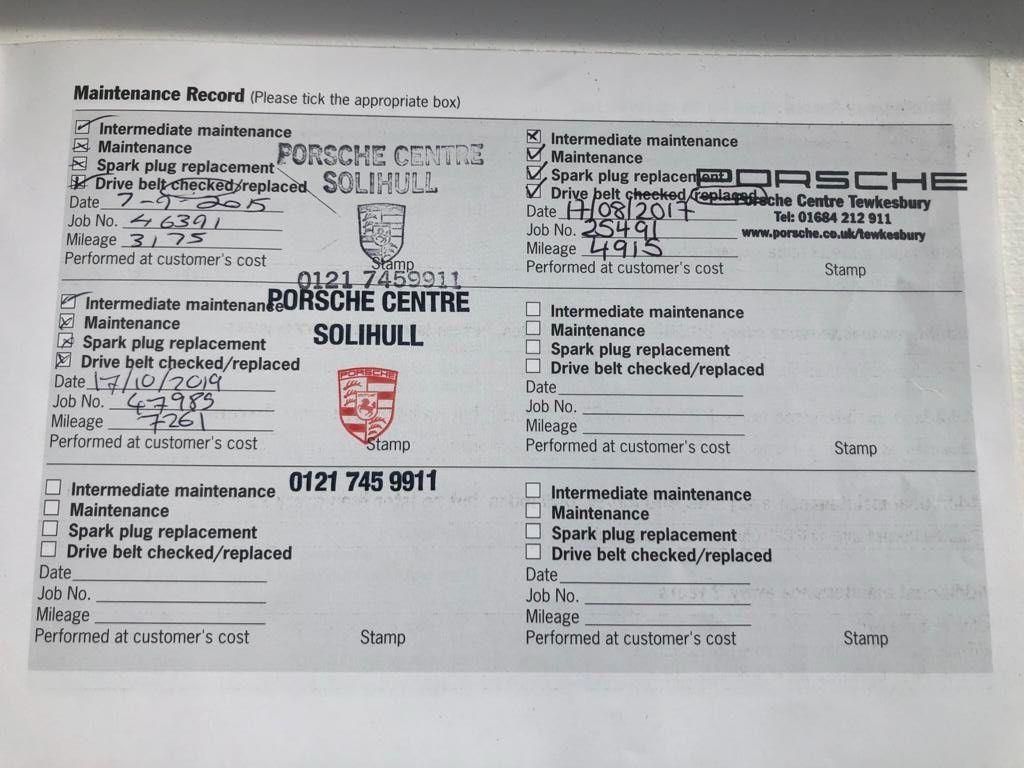 Maintenance Record (Please tick the appropriate box)
Intermediate maintenance
Maintenance
Spark plug replacement
Drive belt checked/replaced
Date 7-9-2015
Job No. 46391
Mileage 3175
Performed at customer's cost
PORSCHE CENTRE
SOLIHULL
Stamp
0121 7459911
Intermediate maintenance
Maintenance
Spark plug replacement
Drive belt checked/replaced
Date 17/08/2017
Job No. 25491
Mileage 4915
Performed at customer's cost
PORSCHE
Porsche Centre Tewkesbury
Tel: 01684 212 911
www.porsche.co.uk/tewkesbury
Stamp
Intermediate maintenance
Maintenance
Spark plug replacement
Drive belt checked/replaced
Date 17/10/2019
Job No. 47985
Mileage 7261
Performed at customer's cost
PORSCHE CENTRE
SOLIHULL
PORSCHE
Stamp
0121 745 9911
Intermediate maintenance
Maintenance
Spark plug replacement
Drive belt checked/replaced
Date
Job No.
Mileage
Performed at customer's cost
Stamp
Intermediate maintenance
Maintenance
Spark plug replacement
Drive belt checked/replaced
Date
Job No.
Mileage
Performed at customer's cost
Stamp
Intermediate maintenance
Maintenance
Spark plug replacement
Drive belt checked/replaced
Date
Job No.
Mileage
Performed at customer's cost
Stamp